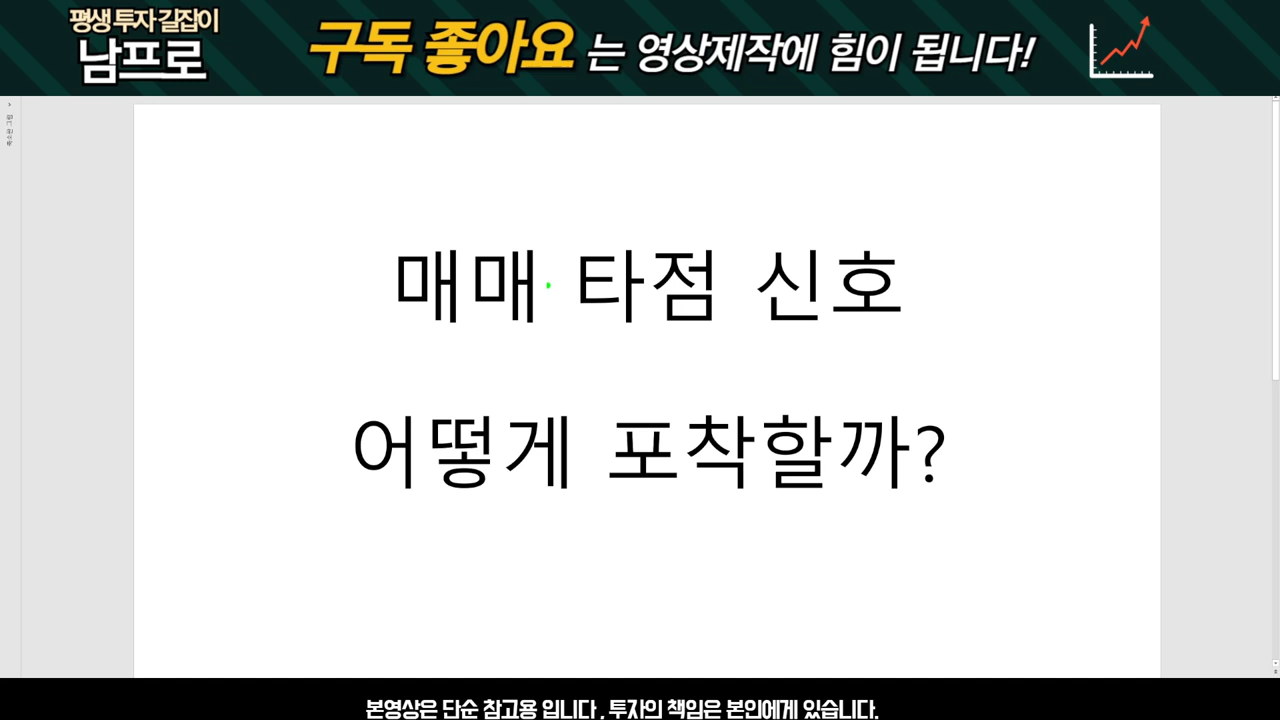 평생 투자 길잡이
남프로
구독 좋아요 는 영상제작에 힘이 됩니다!
매매 타점 신호
어떻게 포착할까?
본영상은 단순 참고용 입니다 , 투자의 책임은 본인에게 있습니다.